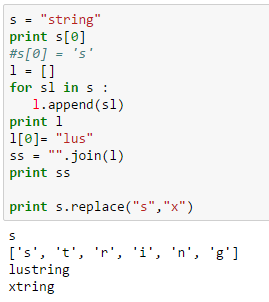 s = "string"
print s[0]
#s[0] = 's'
l = []
for sl in s :
   l.append(sl)
print l
l[0]= "lus"
ss = "".join(l)
print ss

print s.replace("s","x")
s
['s', 't', 'r', 'i', 'n', 'g']
lustring
xtring